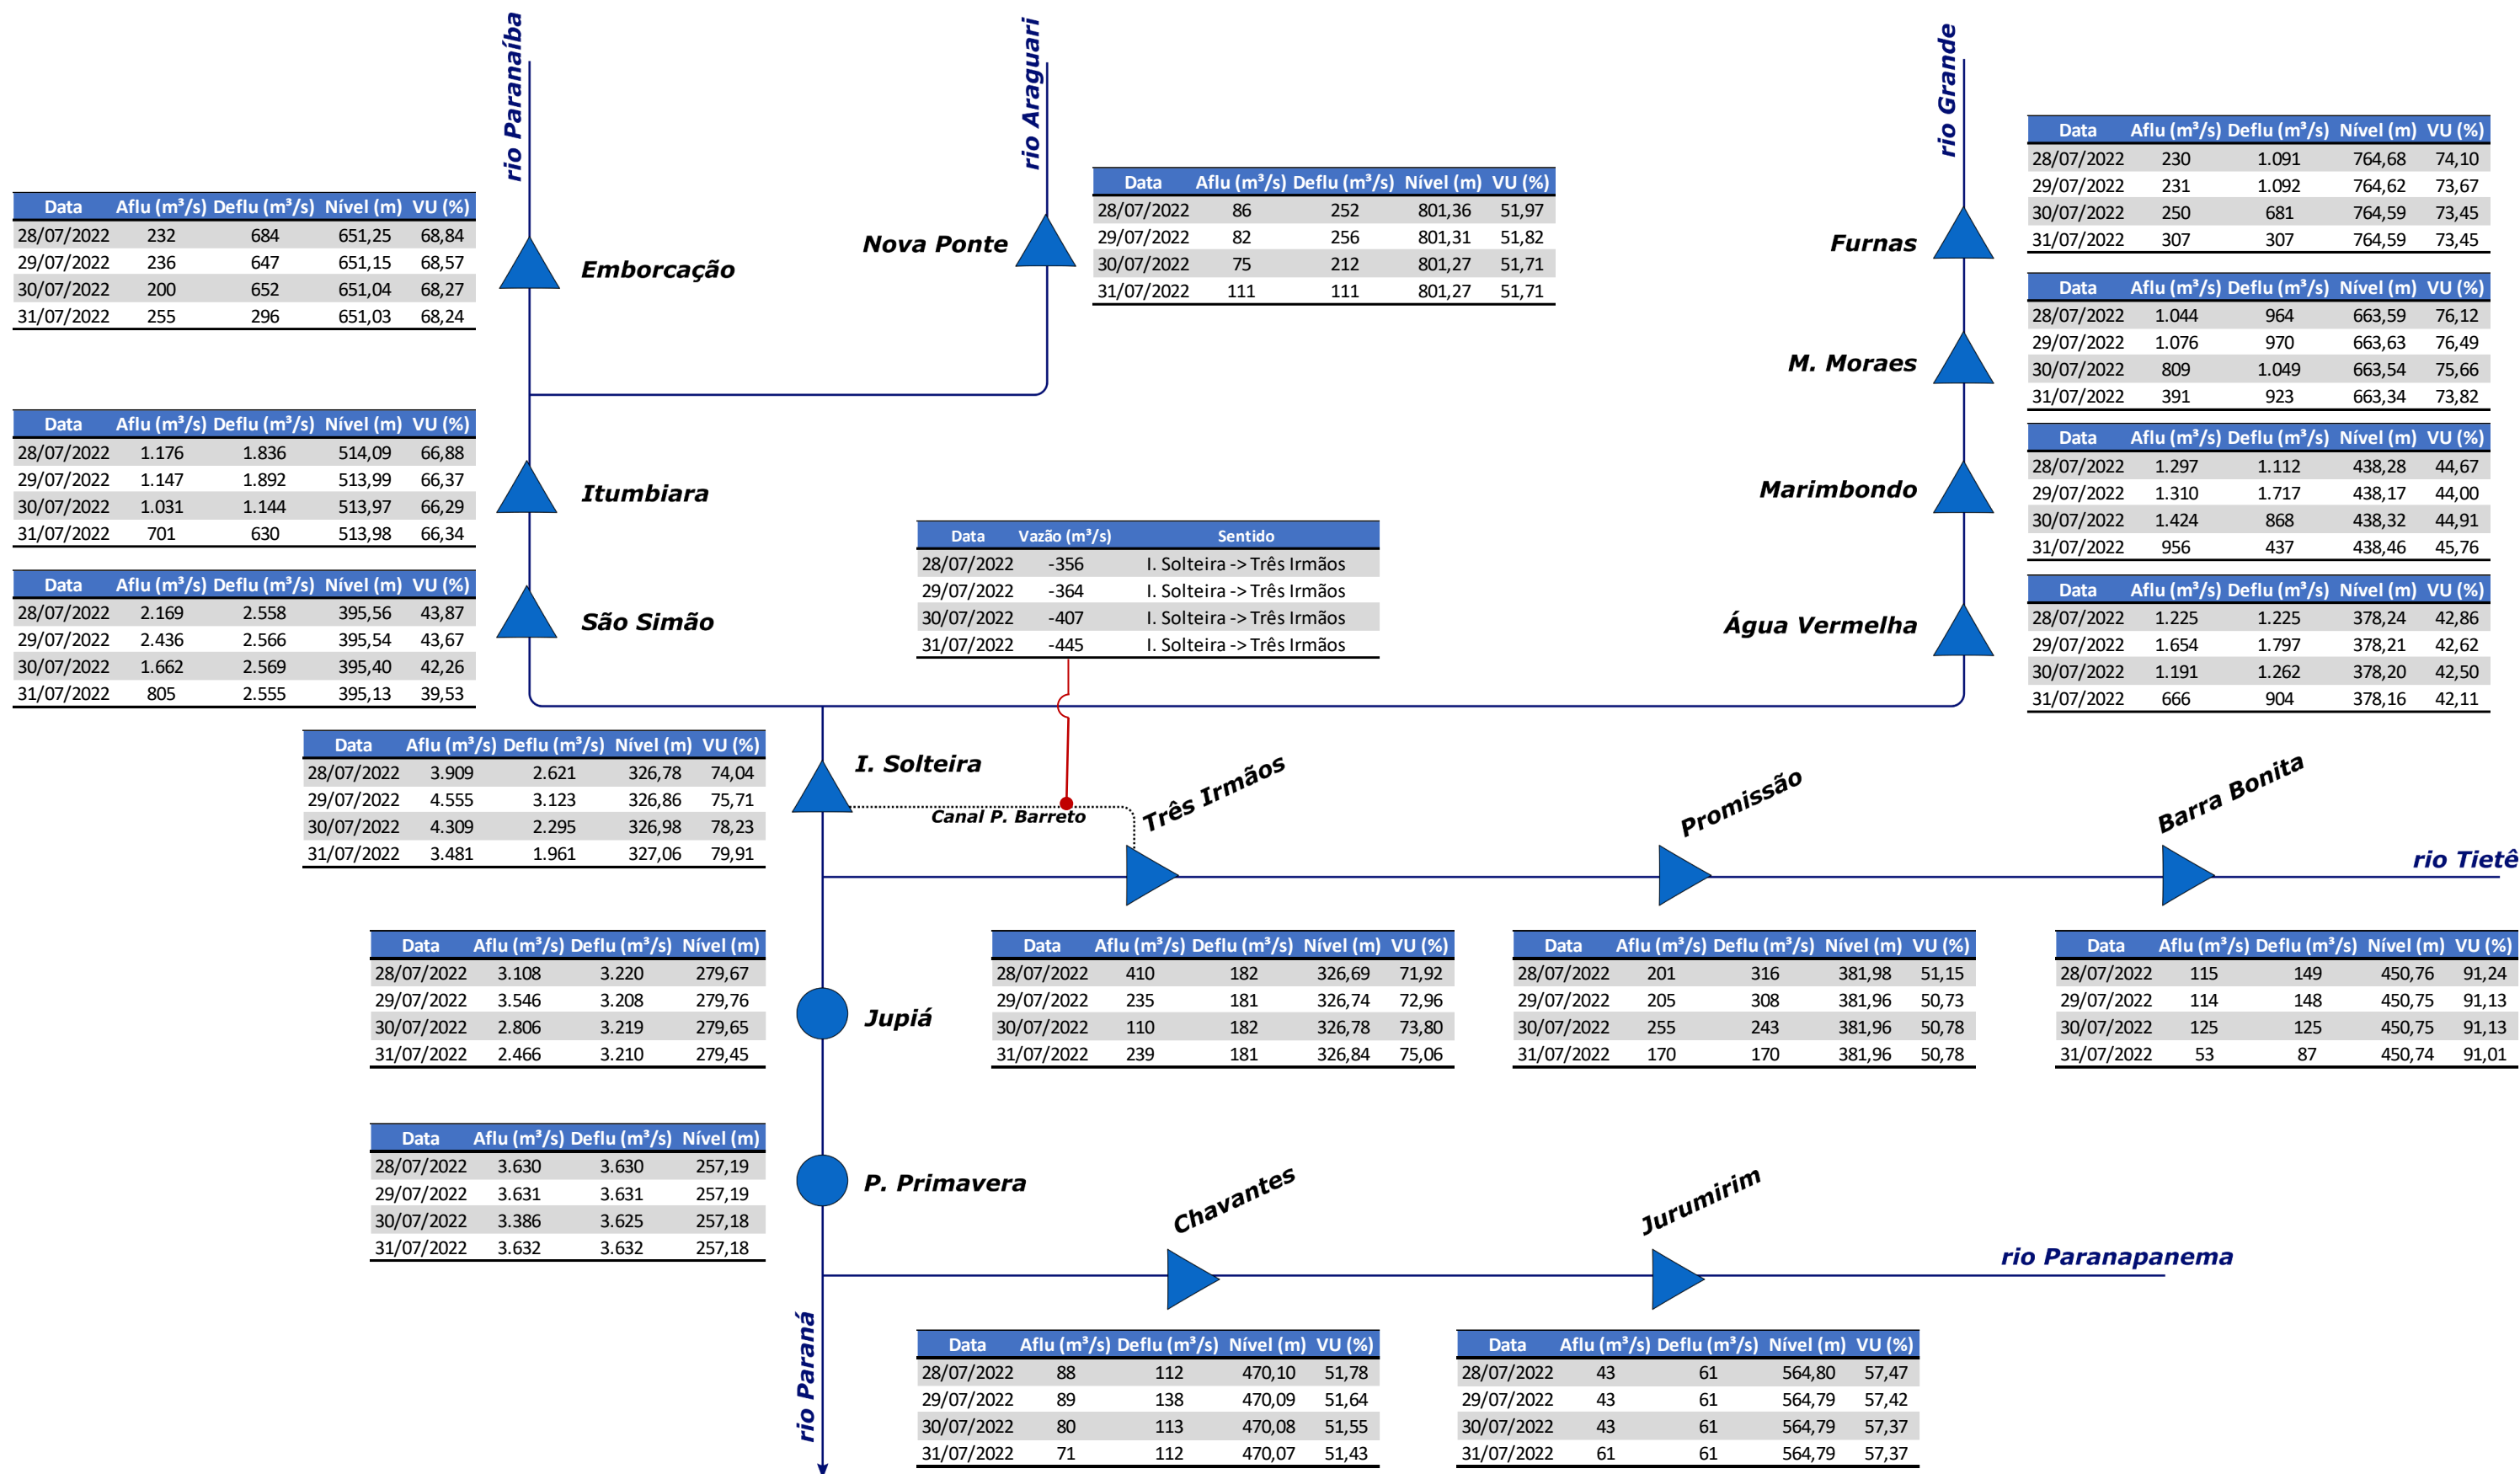 rio Paranaíba
rio Araguari
rio Grande
Data Aflu (m³/s) Deflu (m³/s) Nível (m) VU (%)
28/07/2022 232 684 651,25 68,84
29/07/2022 236 647 651,15 68,57
30/07/2022 200 652 651,04 68,27
31/07/2022 255 296 651,03 68,24
Emborcação
Nova Ponte
Data Aflu (m³/s) Deflu (m³/s) Nível (m) VU (%)
28/07/2022 86 252 801,36 51,97
29/07/2022 82 256 801,31 51,82
30/07/2022 75 212 801,27 51,71
31/07/2022 111 111 801,27 51,71
Furnas
Data Aflu (m³/s) Deflu (m³/s) Nível (m) VU (%)
28/07/2022 230 1.091 764,68 74,10
29/07/2022 231 1.092 764,62 73,67
30/07/2022 250 681 764,59 73,45
31/07/2022 307 307 764,59 73,45
M. Moraes
Data Aflu (m³/s) Deflu (m³/s) Nível (m) VU (%)
28/07/2022 1.044 964 663,59 76,12
29/07/2022 1.076 970 663,63 76,49
30/07/2022 809 1.049 663,54 75,66
31/07/2022 391 923 663,34 73,82
Data Aflu (m³/s) Deflu (m³/s) Nível (m) VU (%)
28/07/2022 1.176 1.836 514,09 66,88
29/07/2022 1.147 1.892 513,99 66,37
30/07/2022 1.031 1.144 513,97 66,29
31/07/2022 701 630 513,98 66,34
Itumbiara
Marimbondo
Data Aflu (m³/s) Deflu (m³/s) Nível (m) VU (%)
28/07/2022 1.297 1.112 438,28 44,67
29/07/2022 1.310 1.717 438,17 44,00
30/07/2022 1.424 868 438,32 44,91
31/07/2022 956 437 438,46 45,76
Data Aflu (m³/s) Deflu (m³/s) Nível (m) VU (%)
28/07/2022 2.169 2.558 395,56 43,87
29/07/2022 2.436 2.566 395,54 43,67
30/07/2022 1.662 2.569 395,40 42,26
31/07/2022 805 2.555 395,13 39,53
São Simão
Data Vazão (m³/s) Sentido
28/07/2022 -356 I. Solteira -> Três Irmãos
29/07/2022 -364 I. Solteira -> Três Irmãos
30/07/2022 -407 I. Solteira -> Três Irmãos
31/07/2022 -445 I. Solteira -> Três Irmãos
Água Vermelha
Data Aflu (m³/s) Deflu (m³/s) Nível (m) VU (%)
28/07/2022 1.225 1.225 378,24 42,86
29/07/2022 1.654 1.797 378,21 42,62
30/07/2022 1.191 1.262 378,20 42,50
31/07/2022 666 904 378,16 42,11
Data Aflu (m³/s) Deflu (m³/s) Nível (m) VU (%)
28/07/2022 3.909 2.621 326,78 74,04
29/07/2022 4.555 3.123 326,86 75,71
30/07/2022 4.309 2.295 326,98 78,23
31/07/2022 3.481 1.961 327,06 79,91
I. Solteira
Canal P. Barreto
Três Irmãos
Promissão
Barra Bonita
rio Tietê
Data Aflu (m³/s) Deflu (m³/s) Nível (m)
28/07/2022 3.108 3.220 279,67
29/07/2022 3.546 3.208 279,76
30/07/2022 2.806 3.219 279,65
31/07/2022 2.466 3.210 279,45
Jupiá
Data Aflu (m³/s) Deflu (m³/s) Nível (m) VU (%)
28/07/2022 410 182 326,69 71,92
29/07/2022 235 181 326,74 72,96
30/07/2022 110 182 326,78 73,80
31/07/2022 239 181 326,84 75,06
Data Aflu (m³/s) Deflu (m³/s) Nível (m) VU (%)
28/07/2022 201 316 381,98 51,15
29/07/2022 205 308 381,96 50,73
30/07/2022 255 243 381,96 50,78
31/07/2022 170 170 381,96 50,78
Data Aflu (m³/s) Deflu (m³/s) Nível (m) VU (%)
28/07/2022 115 149 450,76 91,24
29/07/2022 114 148 450,75 91,13
30/07/2022 125 125 450,75 91,13
31/07/2022 53 87 450,74 91,01
Data Aflu (m³/s) Deflu (m³/s) Nível (m)
28/07/2022 3.630 3.630 257,19
29/07/2022 3.631 3.631 257,19
30/07/2022 3.386 3.625 257,18
31/07/2022 3.632 3.632 257,18
P. Primavera
Chavantes
Jurumirim
rio Paranapanema
rio Paraná
Data Aflu (m³/s) Deflu (m³/s) Nível (m) VU (%)
28/07/2022 88 112 470,10 51,78
29/07/2022 89 138 470,09 51,64
30/07/2022 80 113 470,08 51,55
31/07/2022 71 112 470,07 51,43
Data Aflu (m³/s) Deflu (m³/s) Nível (m) VU (%)
28/07/2022 43 61 564,80 57,47
29/07/2022 43 61 564,79 57,42
30/07/2022 43 61 564,79 57,37
31/07/2022 61 61 564,79 57,37